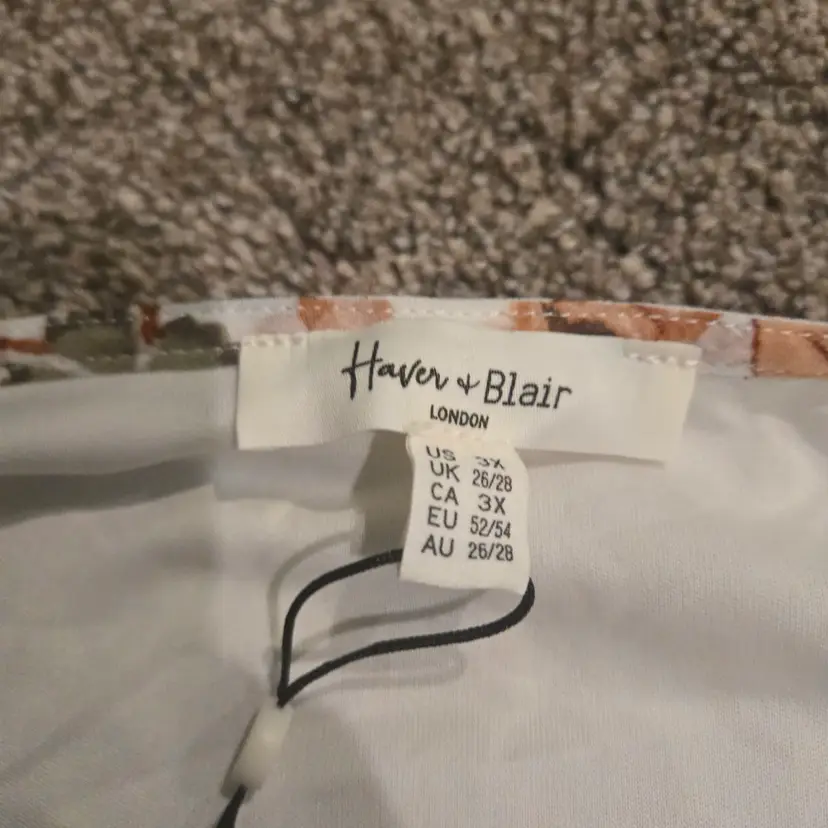 Haver + Blair
LONDON
US 3X
UK 26/28
CA 3X
EU 52/54
AU 26/28